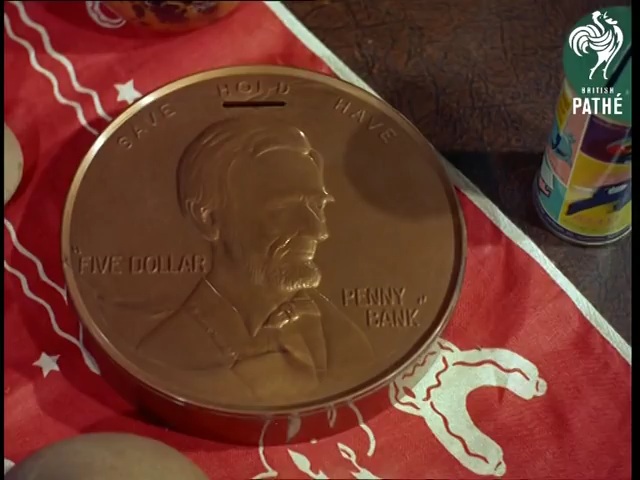 SAVE HOLD HAVE
"FIVE DOLLAR
PENNY "
BANK
BRITISH
PATHÉ